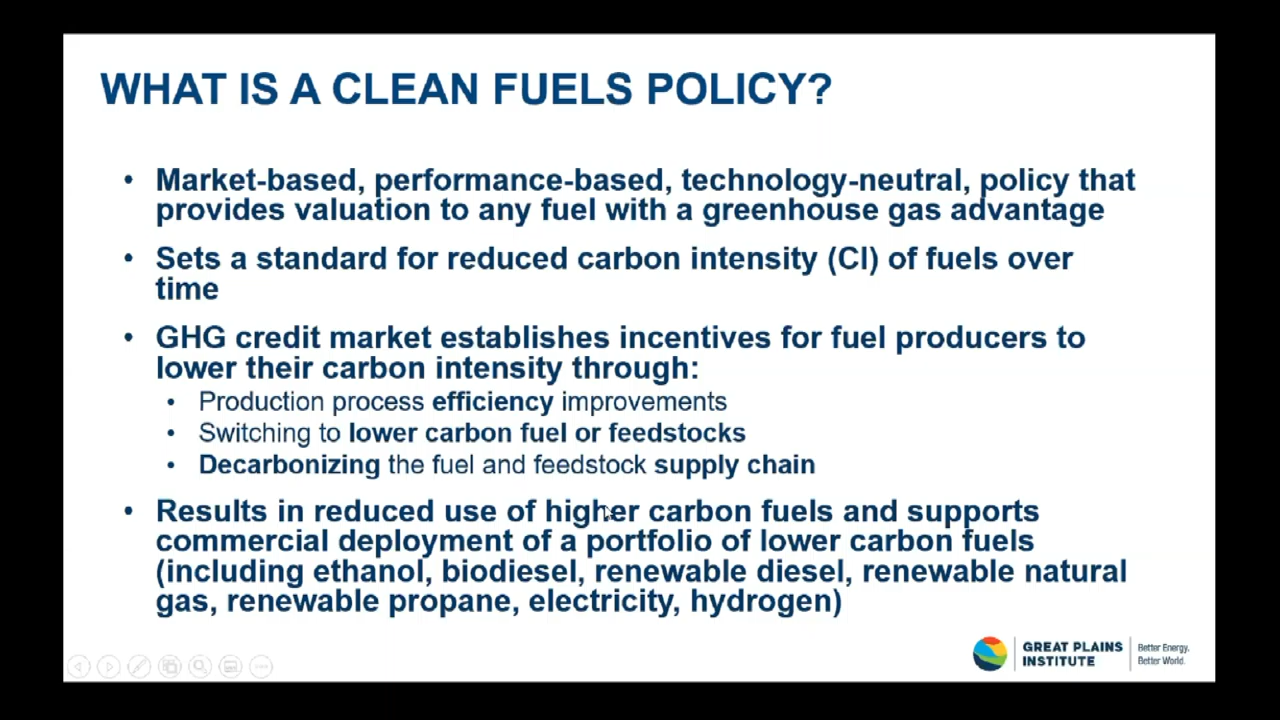 WHAT IS A CLEAN FUELS POLICY?
• Market-based, performance-based, technology-neutral, policy that
provides valuation to any fuel with a greenhouse gas advantage
• Sets a standard for reduced carbon intensity (CI) of fuels over
time
• GHG credit market establishes incentives for fuel producers to
lower their carbon intensity through:
• Production process efficiency improvements
• Switching to lower carbon fuel or feedstocks
• Decarbonizing the fuel and feedstock supply chain
• Results in reduced use of higher carbon fuels and supports
commercial deployment of a portfolio of lower carbon fuels
(including ethanol, biodiesel, renewable diesel, renewable natural
gas, renewable propane, electricity, hydrogen)
GREAT PLAINS
INSTITUTE
Better Energy.
Better World.